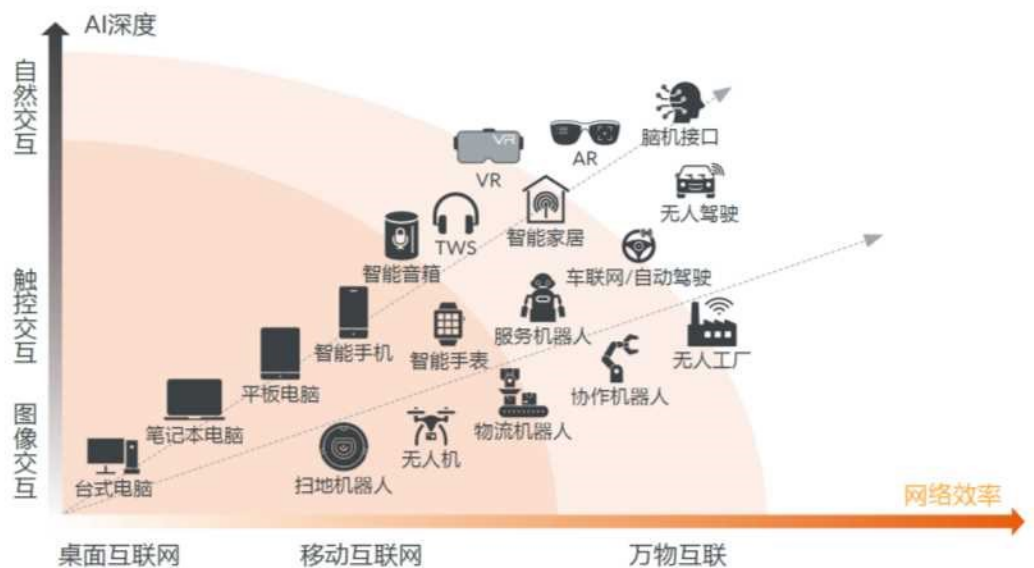 AI深度
自然交互
触控交互
图像交互
脑机接口
VR
AR
VR
无人驾驶
智能家居
TWS
智能音箱
车联网/自动驾驶
服务机器人
智能手机
智能手表
无人工厂
平板电脑
协作机器人
笔记本电脑
物流机器人
无人机
台式电脑
扫地机器人
网络效率
桌面互联网
移动互联网
万物互联